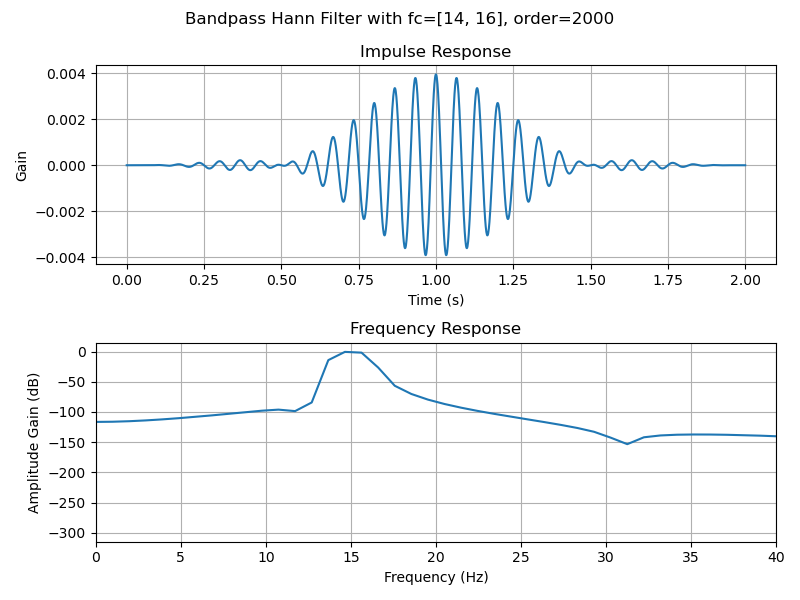 Bandpass Hann Filter with fc=[14, 16], order=2000
Impulse Response
0.004
0.002
0.000
−0.002
−0.004
Gain
0.00 0.25 0.50 0.75 1.00 1.25 1.50 1.75 2.00
Time (s)
Frequency Response
0
−50
−100
−150
−200
−250
−300
Amplitude Gain (dB)
0 5 10 15 20 25 30 35 40
Frequency (Hz)